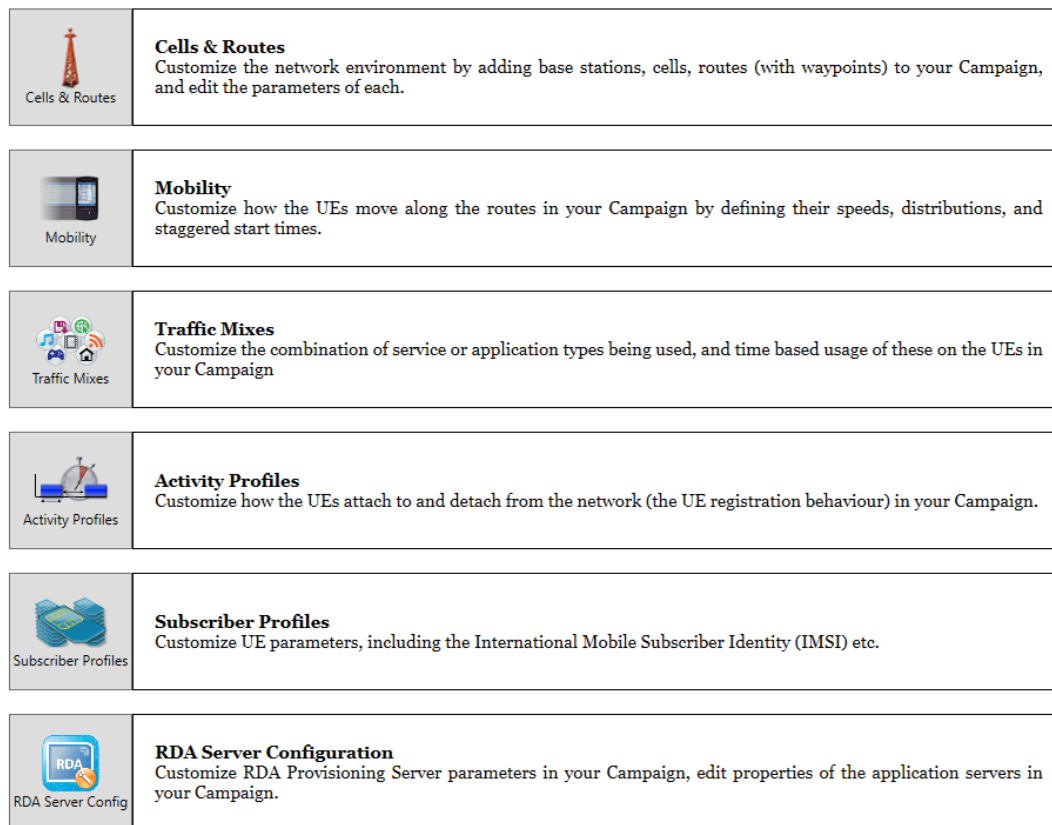 Cells & Routes
Cells & Routes
Customize the network environment by adding base stations, cells, routes (with waypoints) to your Campaign,
and edit the parameters of each.
Mobility
Mobility
Customize how the UEs move along the routes in your Campaign by defining their speeds, distributions, and
staggered start times.
Traffic Mixes
Traffic Mixes
Customize the combination of service or application types being used, and time based usage of these on the UEs in
your Campaign
Activity Profiles
Activity Profiles
Customize how the UEs attach to and detach from the network (the UE registration behaviour) in your Campaign.
Subscriber Profiles
Subscriber Profiles
Customize UE parameters, including the International Mobile Subscriber Identity (IMSI) etc.
RDA
RDA Server Config
RDA Server Configuration
Customize RDA Provisioning Server parameters in your Campaign, edit properties of the application servers in
your Campaign.